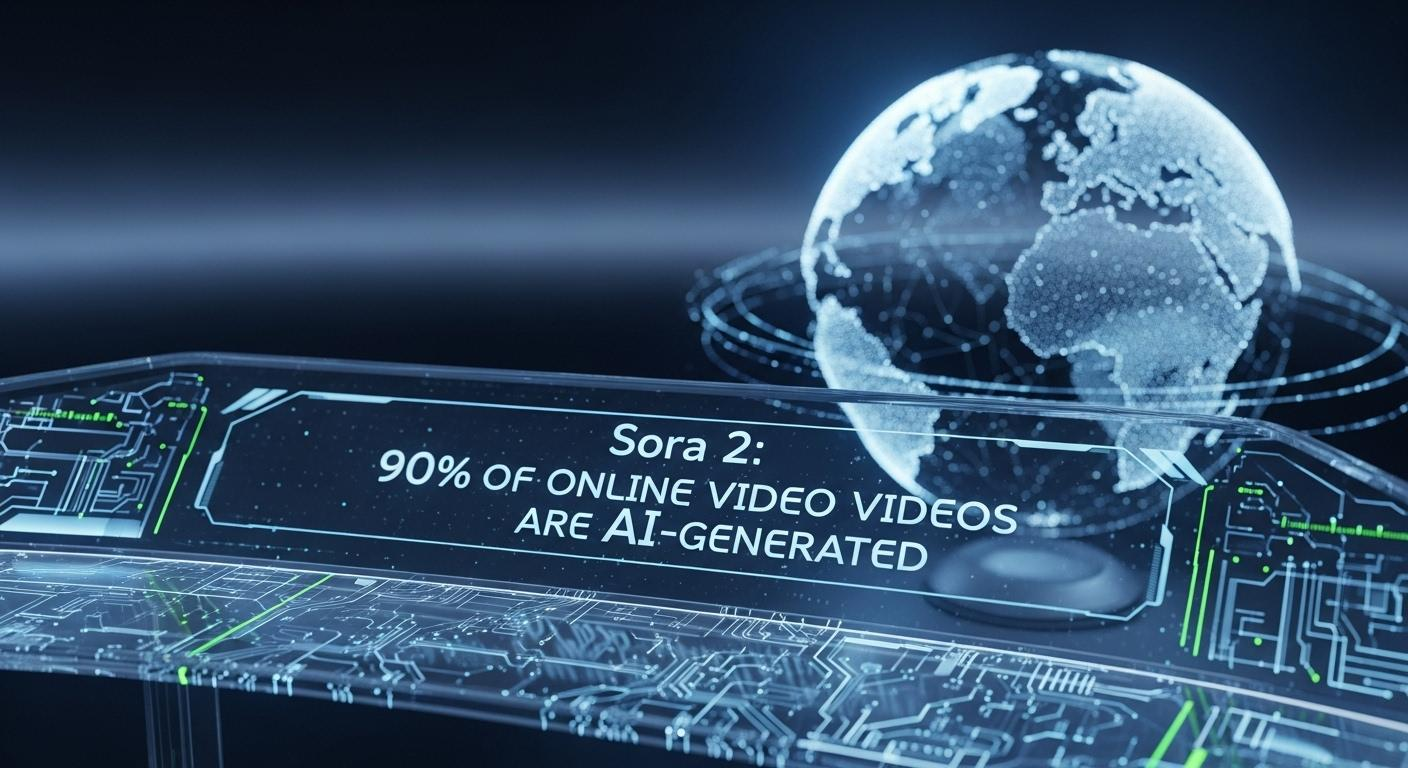 Sora 2:
90% OF ONLINE VIDEO VIDEOS
ARE AI-GENERATED